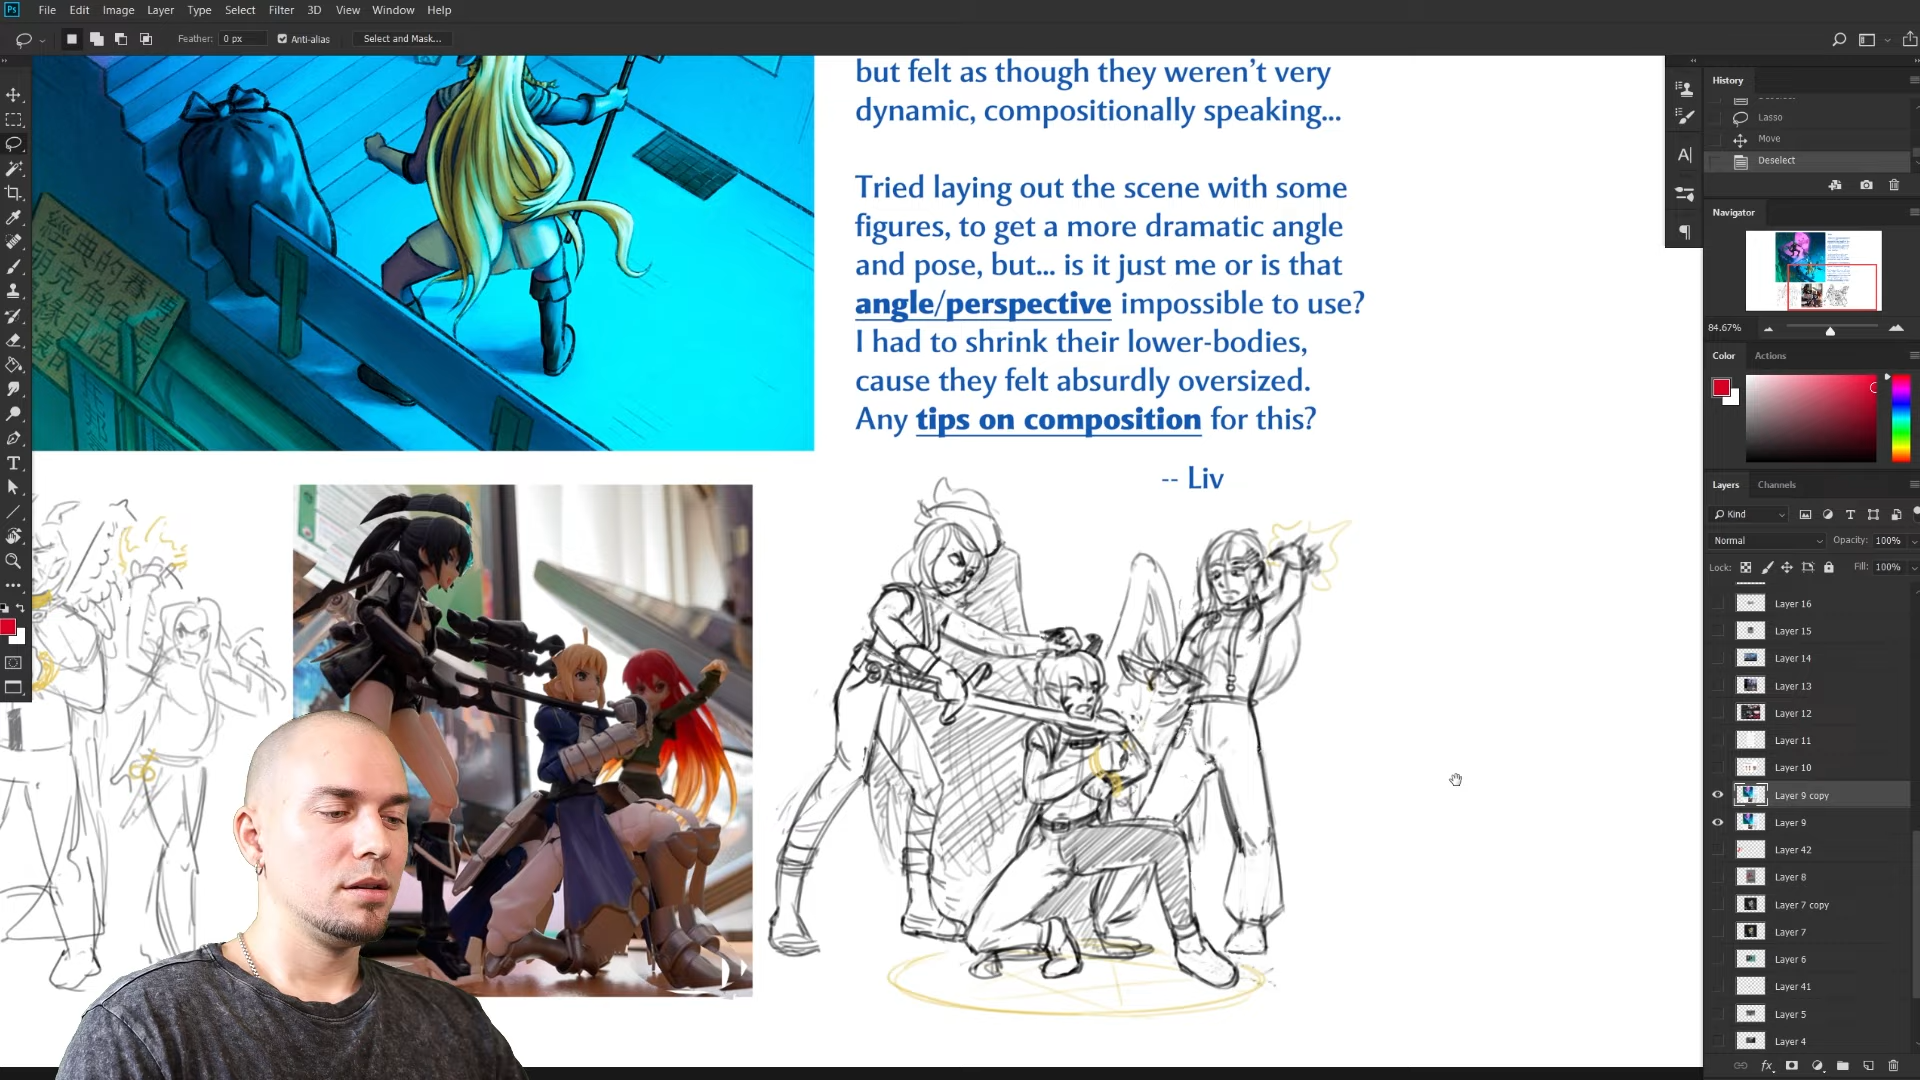 Ps File Edit Image Layer Type Select Filter 3D View Window Help
Feather: 0 px Anti-alias Select and Mask...
but felt as though they weren't very
dynamic, compositionally speaking...
Tried laying out the scene with some
figures, to get a more dramatic angle
and pose, but... is it just me or is that
angle/perspective impossible to use?
I had to shrink their lower-bodies,
cause they felt absurdly oversized.
Any tips on composition for this?
-- Liv
History
Lasso
Move
Deselect
Navigator
84.67%
Color Actions
Layers Channels
Kind
Normal Opacity: 100%
Lock: Fill: 100%
Layer 16
Layer 15
Layer 14
Layer 13
Layer 12
Layer 11
Layer 10
Layer 9 copy
Layer 9
Layer 42
Layer 8
Layer 7 copy
Layer 7
Layer 6
Layer 41
Layer 5
Layer 4